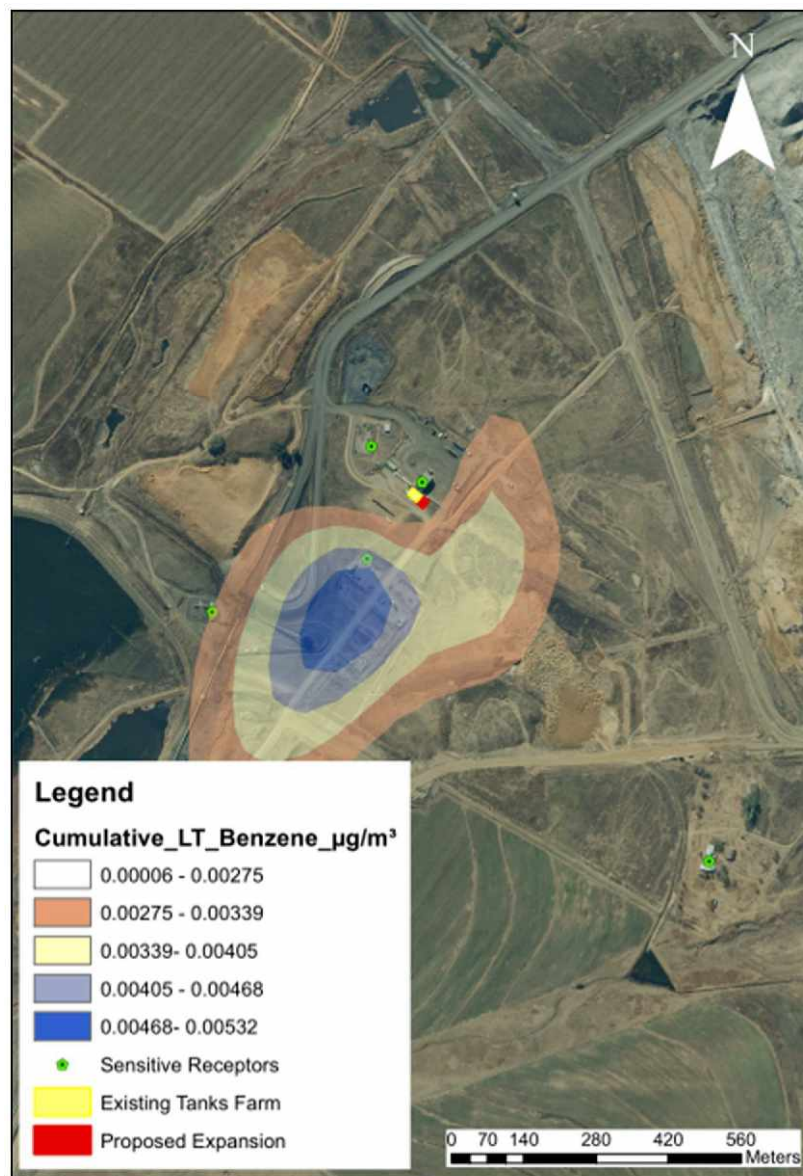 N
Legend
Cumulative_LT_Benzene_µg/m³
0.00006 - 0.00275
0.00275 - 0.00339
0.00339- 0.00405
0.00405 - 0.00468
0.00468- 0.00532
Sensitive Receptors
Existing Tanks Farm
Proposed Expansion
0 70 140 280 420 560
Meters